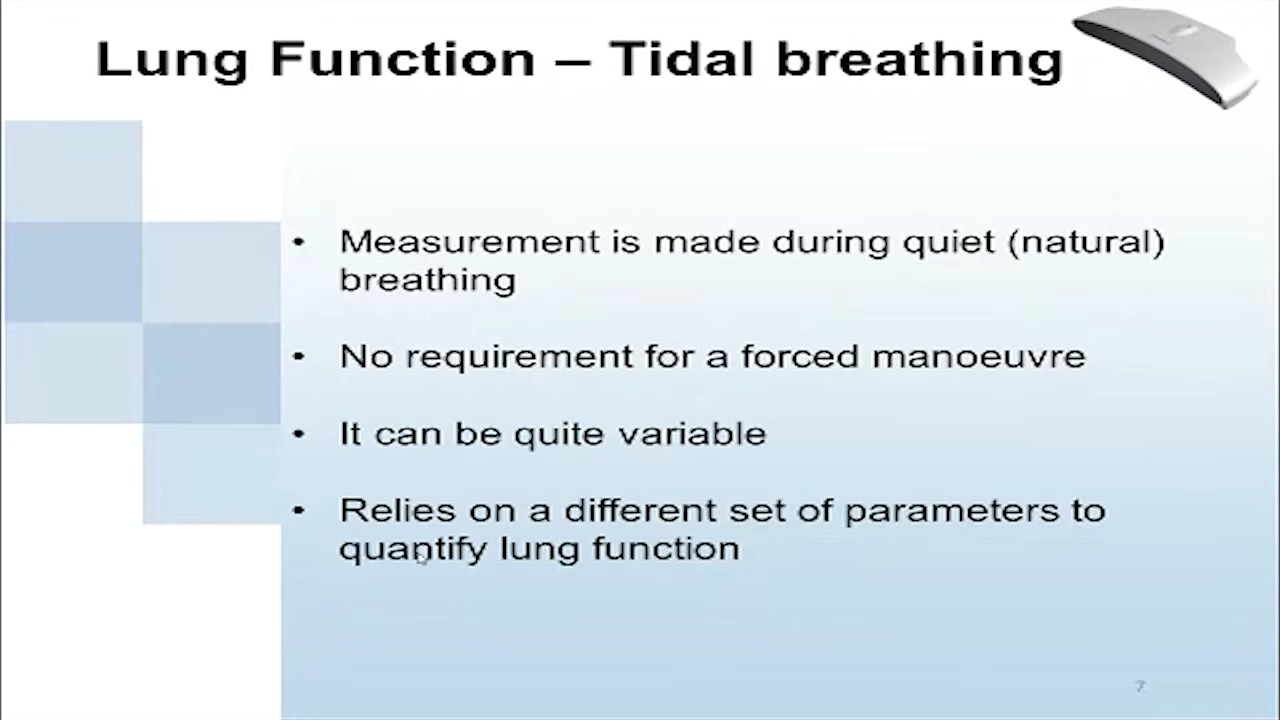 Lung Function – Tidal breathing
• Measurement is made during quiet (natural)
breathing
• No requirement for a forced manoeuvre
• It can be quite variable
• Relies on a different set of parameters to
quantify lung function
7